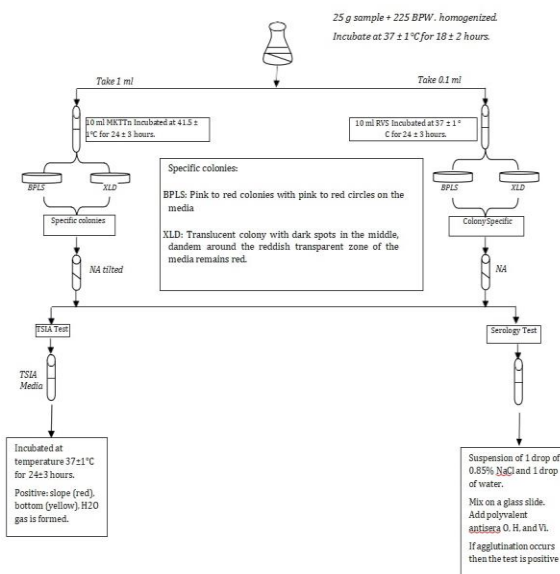 25 g sample + 225 BPW. homogenized.
Incubate at 37 ± 1°C for 18 ± 2 hours.
Take 1 ml
Take 0.1 ml
10 ml MKTTn Incubated at 41.5 ±
1°C for 24 ± 3 hours.
10 ml RVS Incubated at 37 ± 1°
C for 24 ± 3 hours.
BPLS
XLD
Specific colonies:
BPLS: Pink to red colonies with pink to red circles on the
media
XLD: Translucent colony with dark spots in the middle,
dandem around the reddish transparent zone of the
media remains red.
BPLS
XLD
Specific colonies
ColonySpecific
NA tilted
NA
TSIA Test
Serology Test
TSIA
Media
Incubated at
temperature 37±1°C
for 24±3 hours.
Positive: slope (red).
bottom (yellow). H2O
gas is formed.
Suspension of 1 drop of
0.85% NaCl and 1 drop
of water.
Mix on a glass slide.
Add polyvalent
antisera O, H, and Vi.
If agglutination occurs
then the test is positive